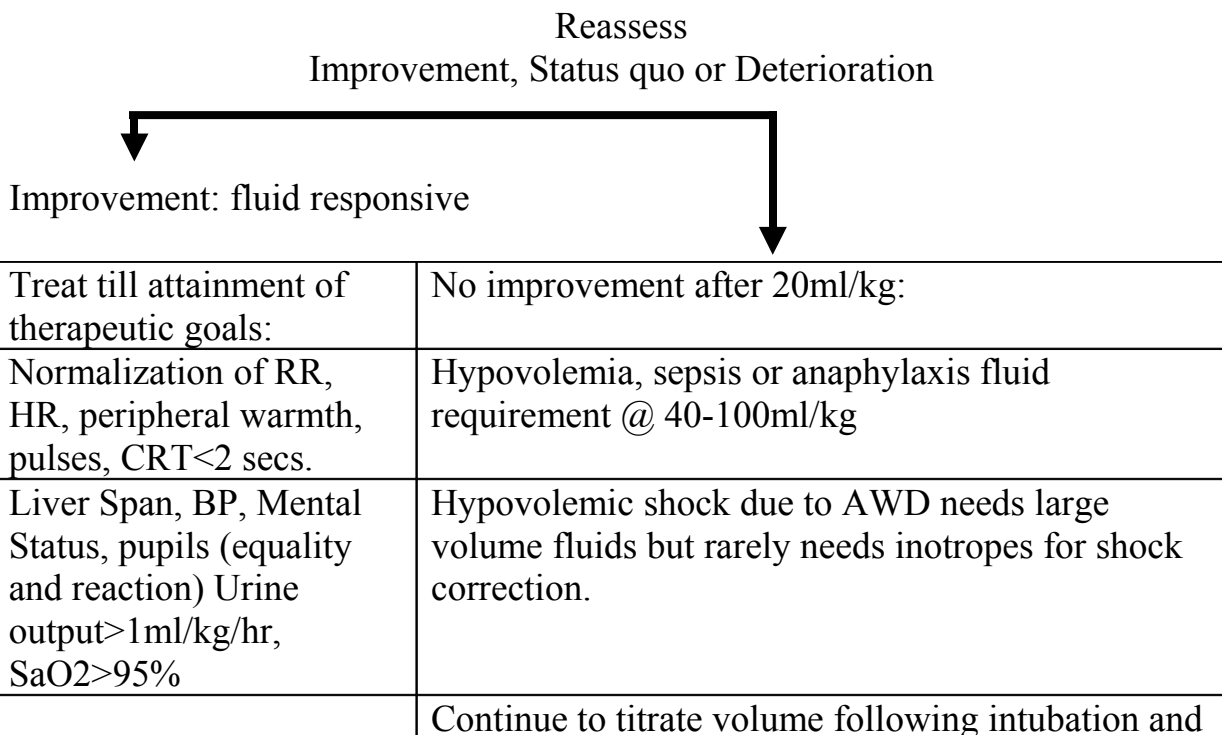 Reassess
Improvement, Status quo or Deterioration
Improvement: fluid responsive
Treat till attainment of
therapeutic goals:
No improvement after 20ml/kg:
Normalization of RR,
HR, peripheral warmth,
pulses, CRT<2 secs.
Hypovolemia, sepsis or anaphylaxis fluid
requirement @ 40-100ml/kg
Liver Span, BP, Mental
Status, pupils (equality
and reaction) Urine
output>1ml/kg/hr,
SaO2>95%
Hypovolemic shock due to AWD needs large
volume fluids but rarely needs inotropes for shock
correction.
Continue to titrate volume following intubation and